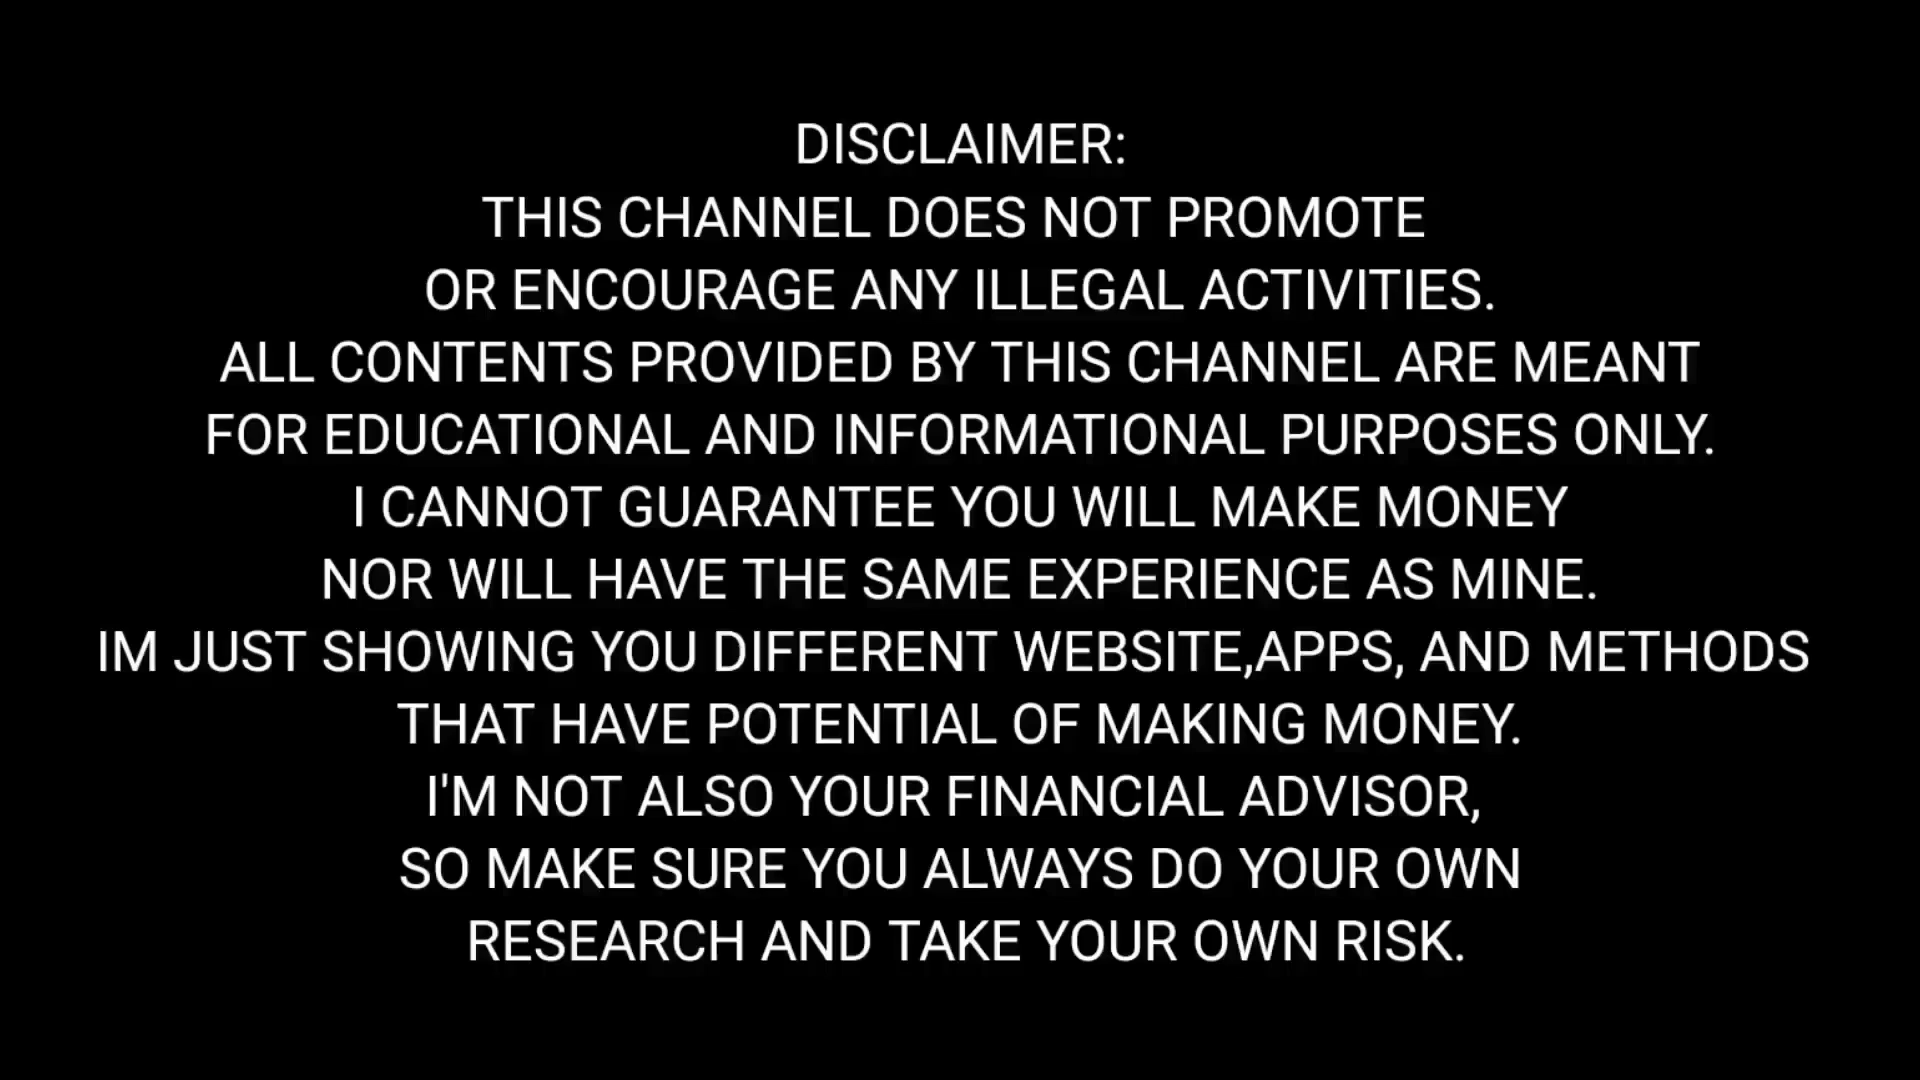 DISCLAIMER:
THIS CHANNEL DOES NOT PROMOTE
OR ENCOURAGE ANY ILLEGAL ACTIVITIES.
ALL CONTENTS PROVIDED BY THIS CHANNEL ARE MEANT
FOR EDUCATIONAL AND INFORMATIONAL PURPOSES ONLY.
I CANNOT GUARANTEE YOU WILL MAKE MONEY
NOR WILL HAVE THE SAME EXPERIENCE AS MINE.
IM JUST SHOWING YOU DIFFERENT WEBSITE,APPS, AND METHODS
THAT HAVE POTENTIAL OF MAKING MONEY.
I'M NOT ALSO YOUR FINANCIAL ADVISOR,
SO MAKE SURE YOU ALWAYS DO YOUR OWN
RESEARCH AND TAKE YOUR OWN RISK.